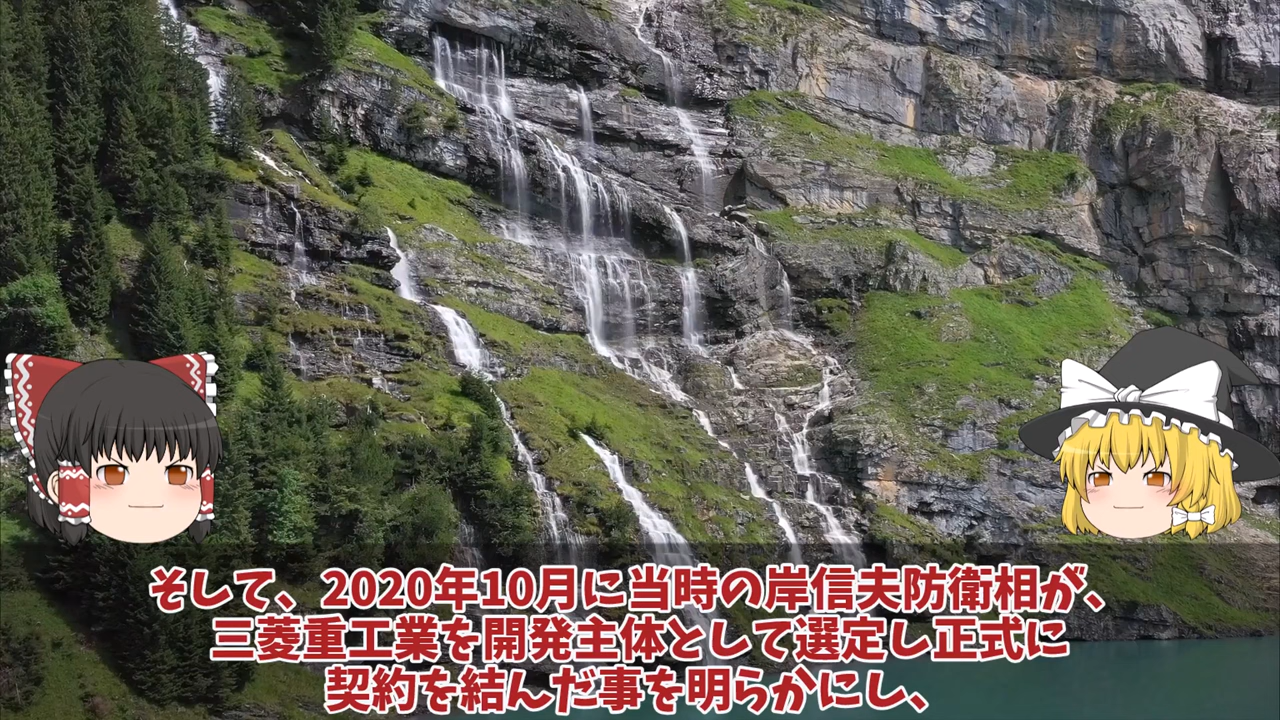 そして、2020年10月に当時の岸信夫防衛相が、
三菱重工業を開発主体として選定し正式に
契約を結んだ事を明らかにし、